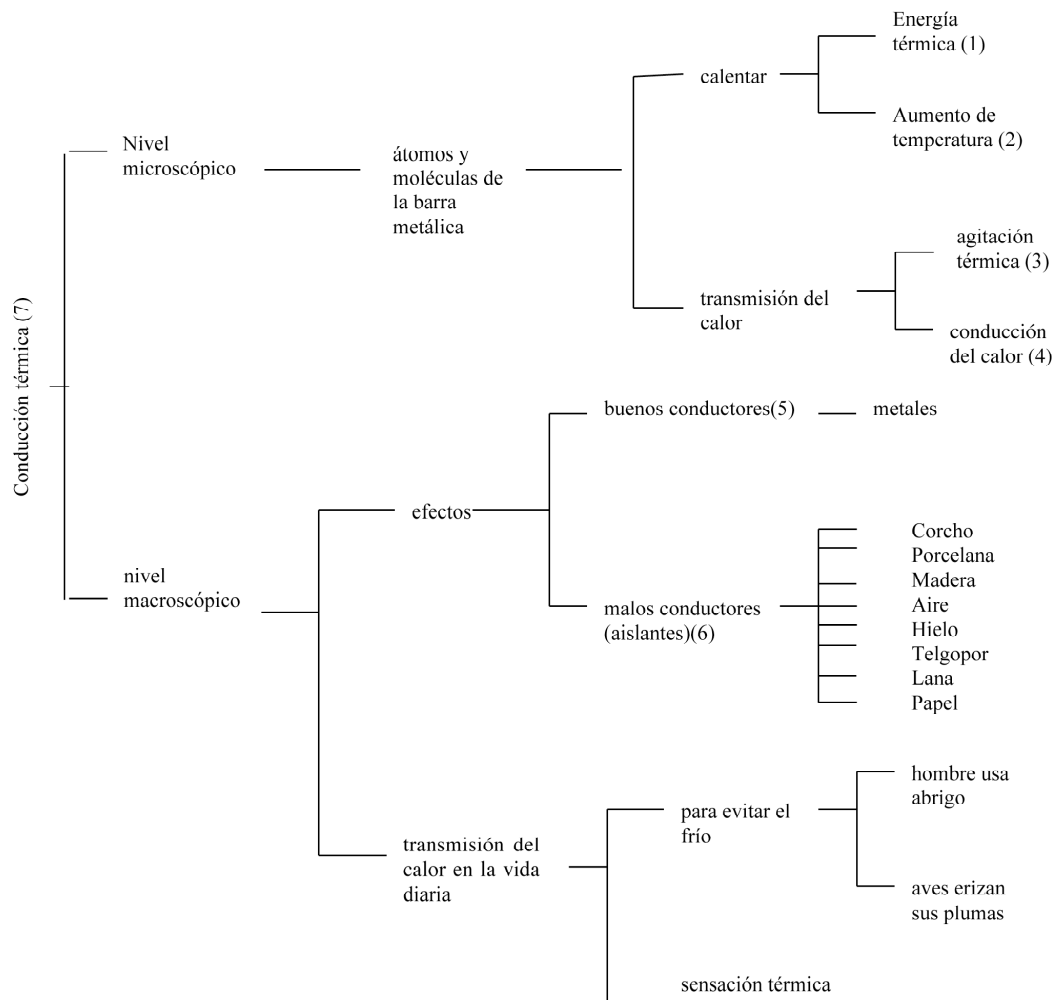 Conducción térmica (7)
Nivel
microscópico
átomos y
moléculas de
la barra
metálica
calentar
Energía
térmica (1)
Aumento de
temperatura (2)
transmisión del
calor
agitación
térmica (3)
conducción
del calor (4)
nivel
macroscópico
efectos
buenos conductores(5)
metales
malos conductores
(aislantes)(6)
Corcho
Porcelana
Madera
Aire
Hielo
Telgopor
Lana
Papel
transmisión del
calor en la vida
diaria
para evitar el
frío
hombre usa
abrigo
aves erizan
sus plumas
sensación térmica